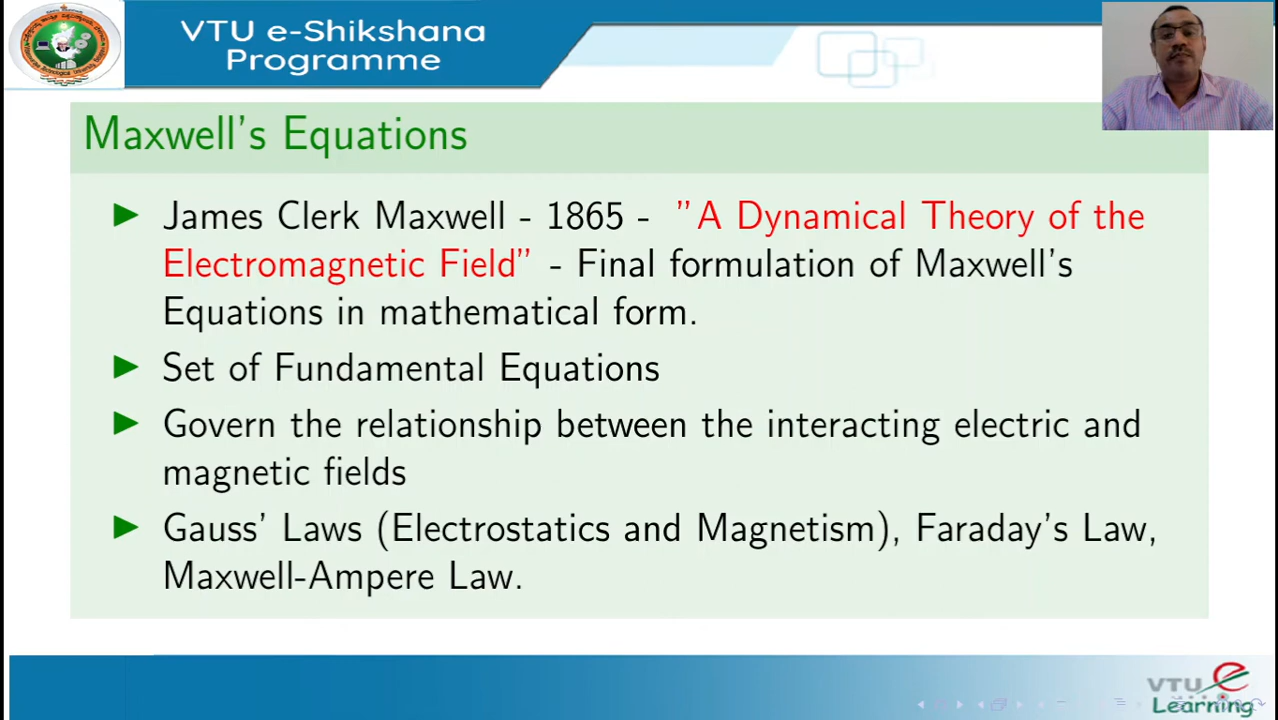 VTU e-Shikshana
Programme
Maxwell's Equations
James Clerk Maxwell - 1865 - "A Dynamical Theory of the
Electromagnetic Field" - Final formulation of Maxwell's
Equations in mathematical form.
Set of Fundamental Equations
Govern the relationship between the interacting electric and
magnetic fields
Gauss' Laws (Electrostatics and Magnetism), Faraday's Law,
Maxwell-Ampere Law.
VTU e
Learning